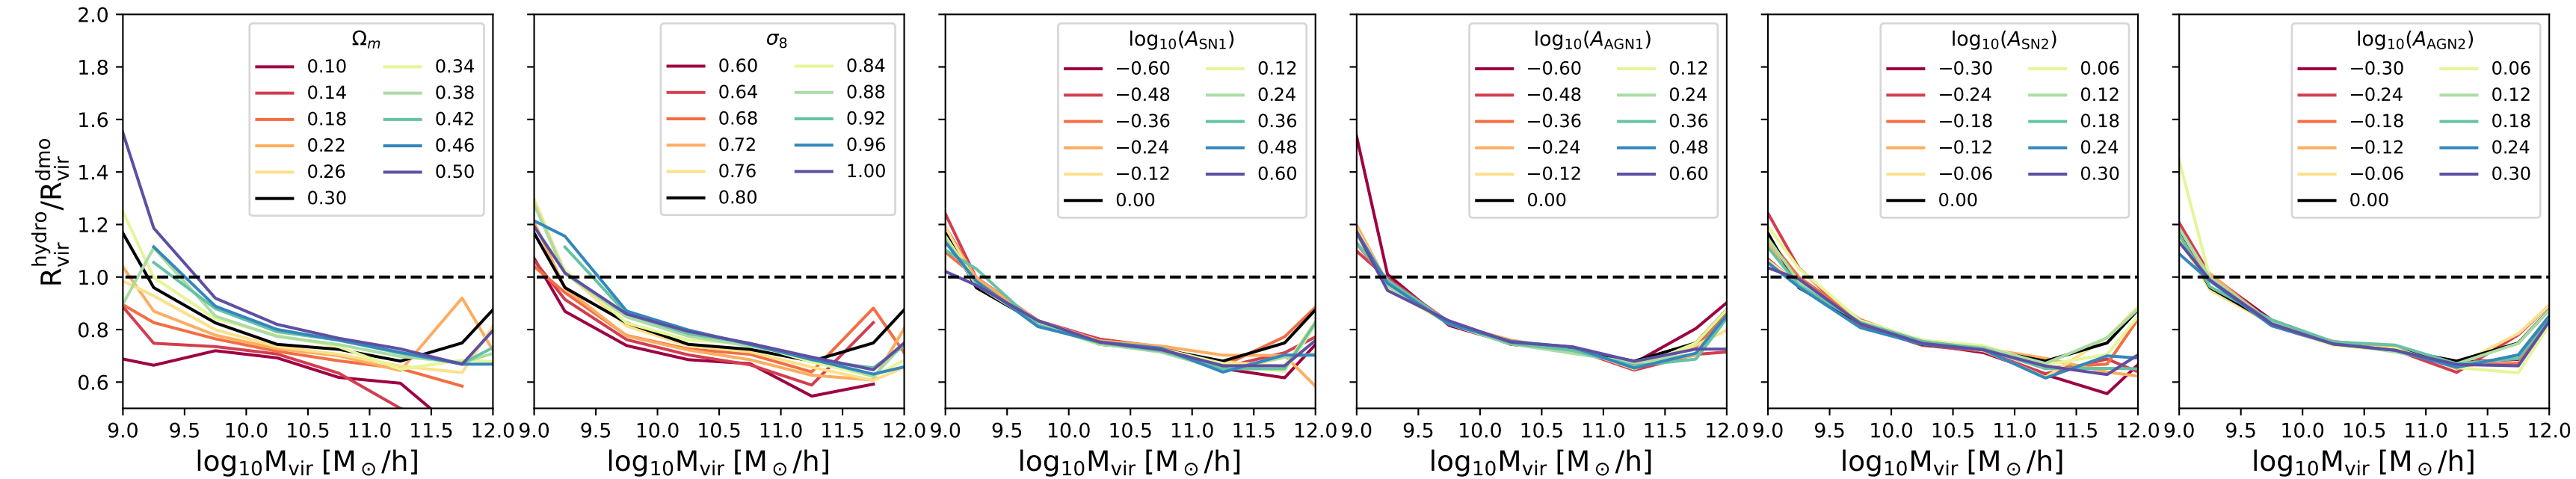 R_vir^hydro/R_vir^dmo
2.0
1.8
1.6
1.4
1.2
1.0
0.8
0.6
Ω_m
0.10 0.34
0.14 0.38
0.18 0.42
0.22 0.46
0.26 0.50
0.30
9.0 9.5 10.0 10.5 11.0 11.5 12.0
log₁₀M_vir [M_⊙/h]
σ₈
0.60 0.84
0.64 0.88
0.68 0.92
0.72 0.96
0.76 1.00
0.80
9.0 9.5 10.0 10.5 11.0 11.5 12.0
log₁₀M_vir [M_⊙/h]
log₁₀(A_SN1)
−0.60 0.12
−0.48 0.24
−0.36 0.36
−0.24 0.48
−0.12 0.60
0.00
9.0 9.5 10.0 10.5 11.0 11.5 12.0
log₁₀M_vir [M_⊙/h]
log₁₀(A_AGN1)
−0.60 0.12
−0.48 0.24
−0.36 0.36
−0.24 0.48
−0.12 0.60
0.00
9.0 9.5 10.0 10.5 11.0 11.5 12.0
log₁₀M_vir [M_⊙/h]
log₁₀(A_SN2)
−0.30 0.06
−0.24 0.12
−0.18 0.18
−0.12 0.24
−0.06 0.30
0.00
9.0 9.5 10.0 10.5 11.0 11.5 12.0
log₁₀M_vir [M_⊙/h]
log₁₀(A_AGN2)
−0.30 0.06
−0.24 0.12
−0.18 0.18
−0.12 0.24
−0.06 0.30
0.00
9.0 9.5 10.0 10.5 11.0 11.5 12.0
log₁₀M_vir [M_⊙/h]